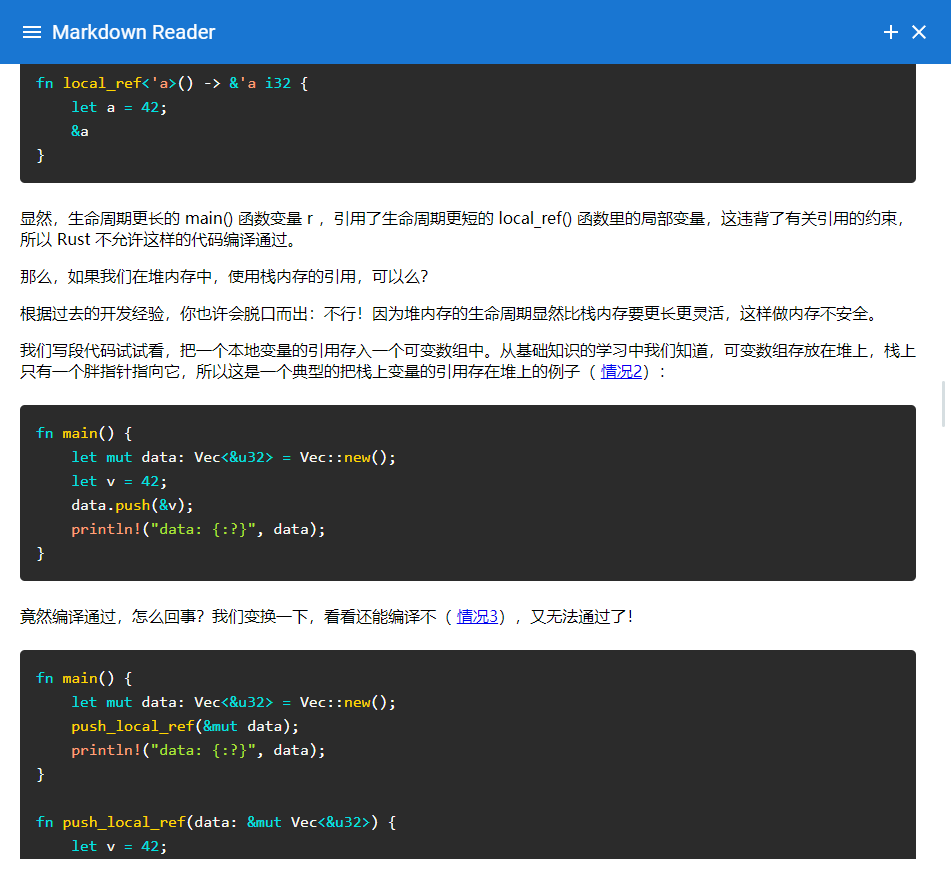 Markdown Reader
fn local_ref<'a>() -> &'a i32 {
    let a = 42;
    &a
}
显然，生命周期更长的 main() 函数变量 r ，引用了生命周期更短的 local_ref() 函数里的局部变量，这违背了有关引用的约束，
所以 Rust 不允许这样的代码编译通过。
那么，如果我们在堆内存中，使用栈内存的引用，可以么？
根据过去的开发经验，你也许会脱口而出：不行！因为堆内存的生命周期显然比栈内存要更长更灵活，这样做内存不安全。
我们写段代码试试看，把一个本地变量的引用存入一个可变数组中。从基础知识的学习中我们知道，可变数组存放在堆上，栈上
只有一个胖指针指向它，所以这是一个典型的把栈上变量的引用存在堆上的例子（ 情况2）：
fn main() {
    let mut data: Vec<&u32> = Vec::new();
    let v = 42;
    data.push(&v);
    println!("data: {:?}", data);
}
竟然编译通过，怎么回事？我们变换一下，看看还能编译不（ 情况3），又无法通过了！
fn main() {
    let mut data: Vec<&u32> = Vec::new();
    push_local_ref(&mut data);
    println!("data: {:?}", data);
}
fn push_local_ref(data: &mut Vec<&u32>) {
    let v = 42;